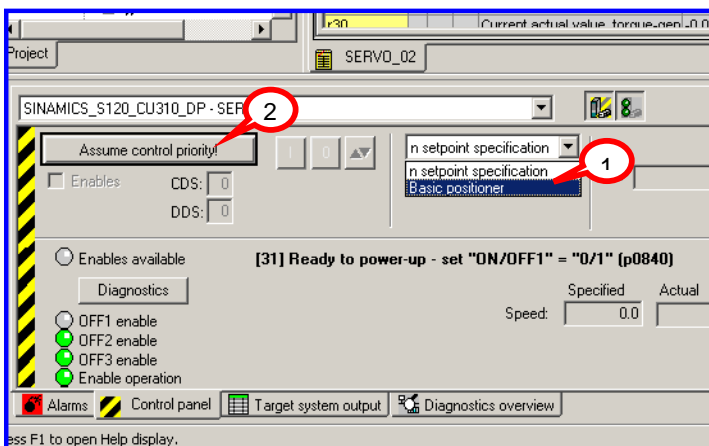 r30 Current actual value, torque-gen -0.0
Project
SERVO_02
SINAMICS_S120_CU310_DP - SER
2
Assume control priority!
I 0
n setpoint specification
n setpoint specification
Basic positioner
1
Enables CDS: 0
DDS: 0
Enables available
[31] Ready to power-up - set "ON/OFF1" = "0/1" (p0840)
Diagnostics
Specified Actual
Speed: 0.0
OFF1 enable
OFF2 enable
OFF3 enable
Enable operation
Alarms Control panel Target system output Diagnostics overview
ess F1 to open Help display.